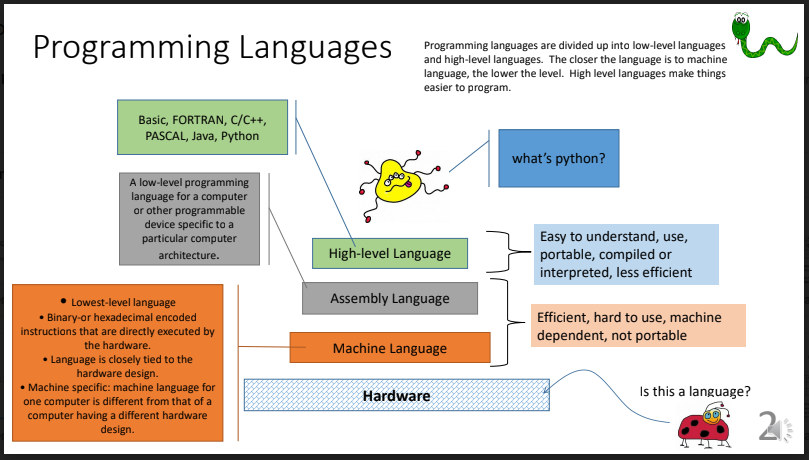 Programming Languages
Programming languages are divided up into low-level languages
and high-level languages. The closer the language is to machine
language, the lower the level. High level languages make things
easier to program.
Basic, FORTRAN, C/C++,
PASCAL, Java, Python
what's python?
A low-level programming
language for a computer
or other programmable
device specific to a
particular computer
architecture.
High-level Language
Easy to understand, use,
portable, compiled or
interpreted, less efficient
Assembly Language
Efficient, hard to use, machine
dependent, not portable
• Lowest-level language
• Binary-or hexadecimal encoded
instructions that are directly executed by
the hardware.
• Language is closely tied to the
hardware design.
• Machine specific: machine language for
one computer is different from that of a
computer having a different hardware
design.
Machine Language
Hardware
Is this a language?
2